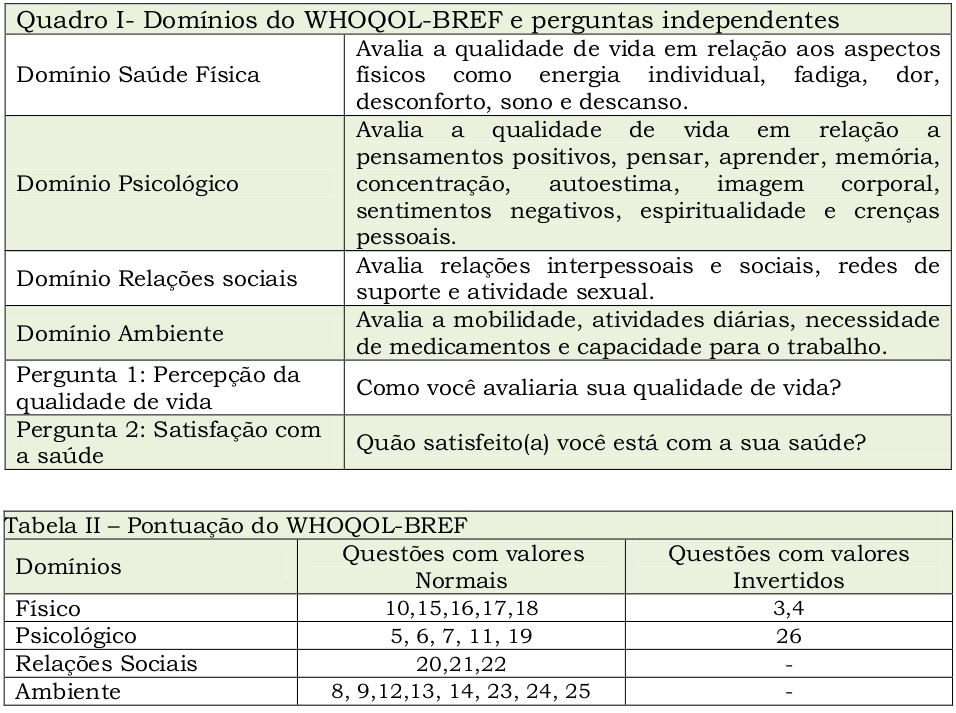 Quadro I- Domínios do WHOQOL-BREF e perguntas independentes
Domínio Saúde Física
Avalia a qualidade de vida em relação aos aspectos
físicos como energia individual, fadiga, dor,
desconforto, sono e descanso.
Domínio Psicológico
Avalia a qualidade de vida em relação a
pensamentos positivos, pensar, aprender, memória,
concentração, autoestima, imagem corporal,
sentimentos negativos, espiritualidade e crenças
pessoais.
Domínio Relações sociais
Avalia relações interpessoais e sociais, redes de
suporte e atividade sexual.
Domínio Ambiente
Avalia a mobilidade, atividades diárias, necessidade
de medicamentos e capacidade para o trabalho.
Pergunta 1: Percepção da
qualidade de vida
Como você avaliaria sua qualidade de vida?
Pergunta 2: Satisfação com
a saúde
Quão satisfeito(a) você está com a sua saúde?
Tabela II – Pontuação do WHOQOL-BREF
Domínios
Questões com valores
Normais
Questões com valores
Invertidos
Físico
10,15,16,17,18
3,4
Psicológico
5, 6, 7, 11, 19
26
Relações Sociais
20,21,22
-
Ambiente
8, 9,12,13, 14, 23, 24, 25
-